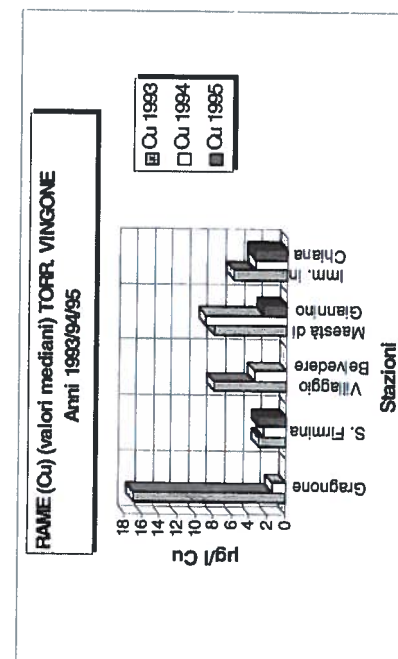 RAME (Cu) (valori mediani) TORR. VINGONE
Anni 1993/94/95
Cu 1993
Cu 1994
Cu 1995
µg/l Cu
18
16
14
12
10
8
6
4
2
0
Gragnone
S. Firmina
Villaggio
Belvedere
Maestà di
Giannino
Imm. in
Chiana
Stazioni